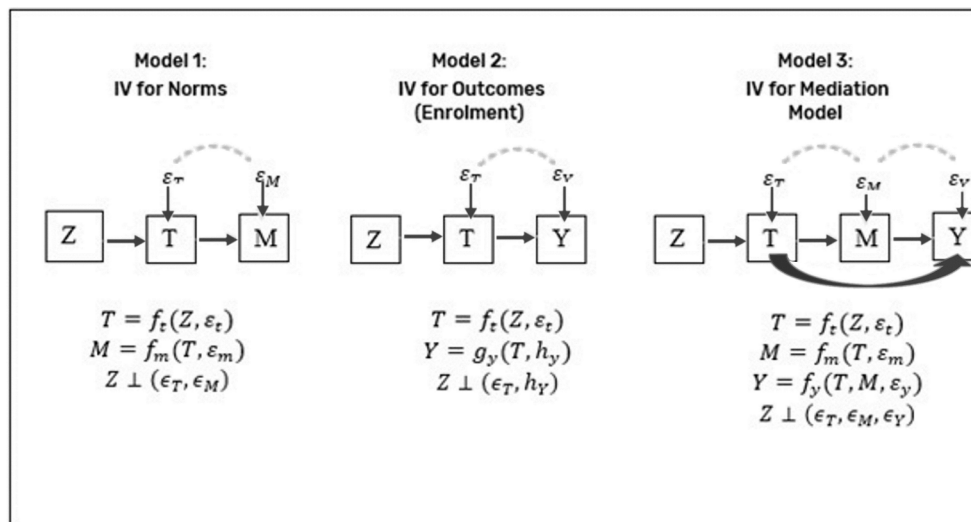 Model 1:
IV for Norms
ε_T
ε_M
Z
T
M
T = f_t(Z, ε_t)
M = f_m(T, ε_m)
Z ⊥ (ϵ_T, ϵ_M)
Model 2:
IV for Outcomes
(Enrolment)
ε_T
ε_Y
Z
T
Y
T = f_t(Z, ε_t)
Y = g_y(T, h_y)
Z ⊥ (ϵ_T, h_Y)
Model 3:
IV for Mediation
Model
ε_T
ε_M
ε_Y
Z
T
M
Y
T = f_t(Z, ε_t)
M = f_m(T, ε_m)
Y = f_y(T, M, ε_y)
Z ⊥ (ϵ_T, ϵ_M, ϵ_Y)